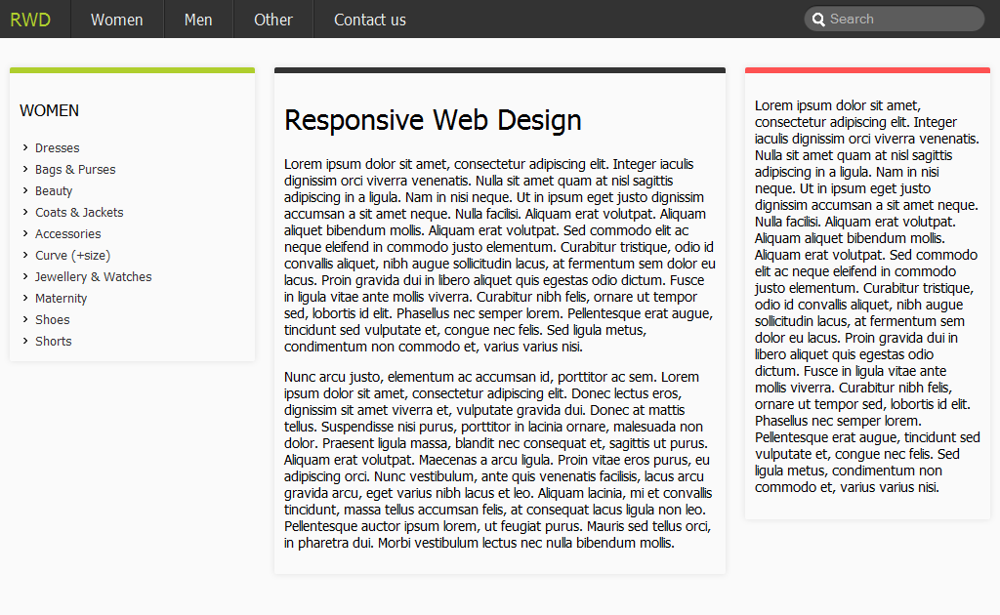 RWD Women Men Other Contact us Search
WOMEN
Dresses
Bags & Purses
Beauty
Coats & Jackets
Accessories
Curve (+size)
Jewellery & Watches
Maternity
Shoes
Shorts
Responsive Web Design
Lorem ipsum dolor sit amet, consectetur adipiscing elit. Integer iaculis
dignissim orci viverra venenatis. Nulla sit amet quam at nisl sagittis
adipiscing in a ligula. Nam in nisi neque. Ut in ipsum eget justo dignissim
accumsan a sit amet neque. Nulla facilisi. Aliquam erat volutpat. Aliquam
aliquet bibendum mollis. Aliquam erat volutpat. Sed commodo elit ac
neque eleifend in commodo justo elementum. Curabitur tristique, odio id
convallis aliquet, nibh augue sollicitudin lacus, at fermentum sem dolor eu
lacus. Proin gravida dui in libero aliquet quis egestas odio dictum. Fusce
in ligula vitae ante mollis viverra. Curabitur nibh felis, ornare ut tempor
sed, lobortis id elit. Phasellus nec semper lorem. Pellentesque erat augue,
tincidunt sed vulputate et, congue nec felis. Sed ligula metus,
condimentum non commodo et, varius varius nisi.
Nunc arcu justo, elementum ac accumsan id, porttitor ac sem. Lorem
ipsum dolor sit amet, consectetur adipiscing elit. Donec lectus eros,
dignissim sit amet viverra et, vulputate gravida dui. Donec at mattis
tellus. Suspendisse nisi purus, porttitor in lacinia ornare, malesuada non
dolor. Praesent ligula massa, blandit nec consequat et, sagittis ut purus.
Aliquam erat volutpat. Maecenas a arcu ligula. Proin vitae eros purus, eu
adipiscing orci. Nunc vestibulum, ante quis venenatis facilisis, lacus arcu
gravida arcu, eget varius nibh lacus et leo. Aliquam lacinia, mi et convallis
tincidunt, massa tellus accumsan felis, at consequat lacus ligula non leo.
Pellentesque auctor ipsum lorem, ut feugiat purus. Mauris sed tellus orci,
in pharetra dui. Morbi vestibulum lectus nec nulla bibendum mollis.
Lorem ipsum dolor sit amet,
consectetur adipiscing elit. Integer
iaculis dignissim orci viverra venenatis.
Nulla sit amet quam at nisl sagittis
adipiscing in a ligula. Nam in nisi
neque. Ut in ipsum eget justo
dignissim accumsan a sit amet neque.
Nulla facilisi. Aliquam erat volutpat.
Aliquam aliquet bibendum mollis.
Aliquam erat volutpat. Sed commodo
elit ac neque eleifend in commodo
justo elementum. Curabitur tristique,
odio id convallis aliquet, nibh augue
sollicitudin lacus, at fermentum sem
dolor eu lacus. Proin gravida dui in
libero aliquet quis egestas odio
dictum. Fusce in ligula vitae ante
mollis viverra. Curabitur nibh felis,
ornare ut tempor sed, lobortis id elit.
Phasellus nec semper lorem.
Pellentesque erat augue, tincidunt sed
vulputate et, congue nec felis. Sed
ligula metus, condimentum non
commodo et, varius varius nisi.